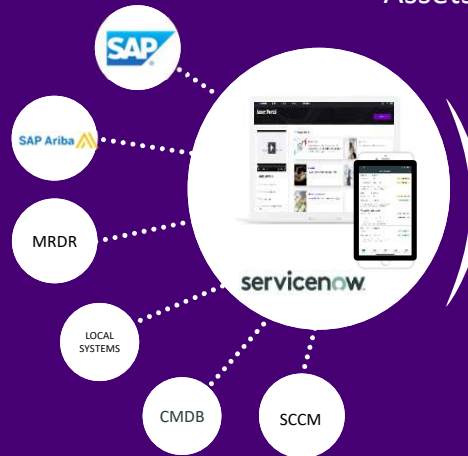 Assets
SAP
SAP Ariba
MRDR
LOCAL
SYSTEMS
CMDB
SCCM
servicenow